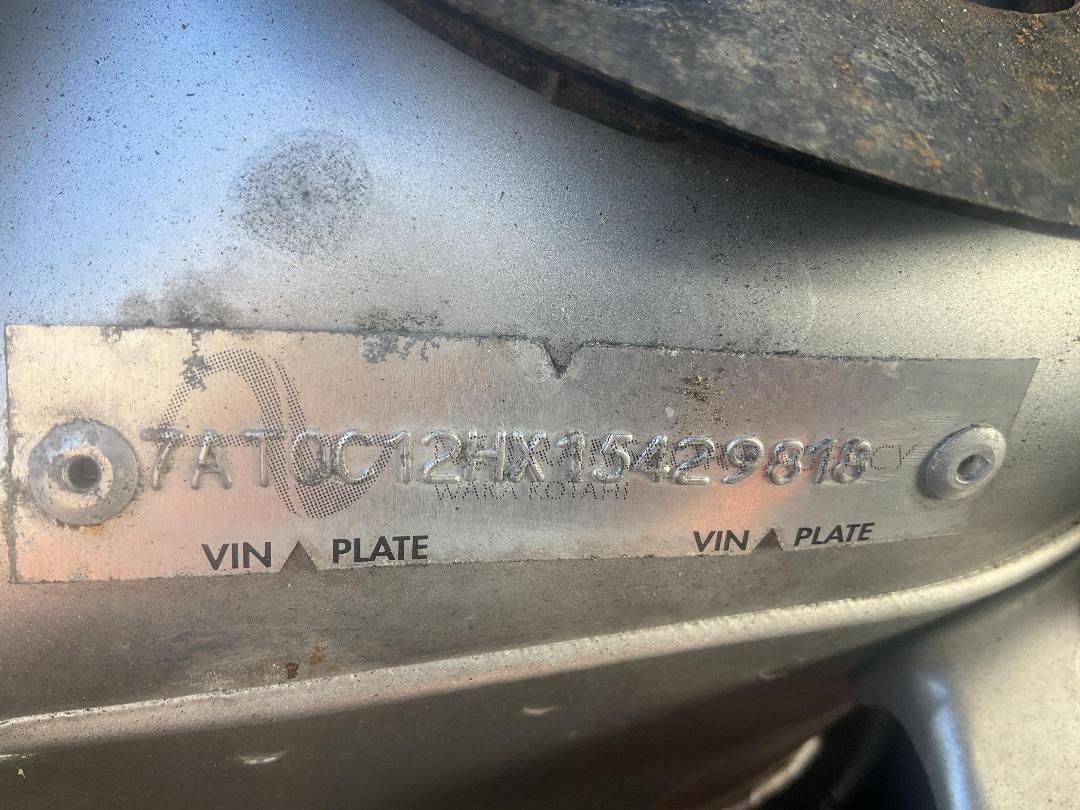 7AT0C12HX15429818
WAKA KOTAHI
VIN PLATE VIN PLATE